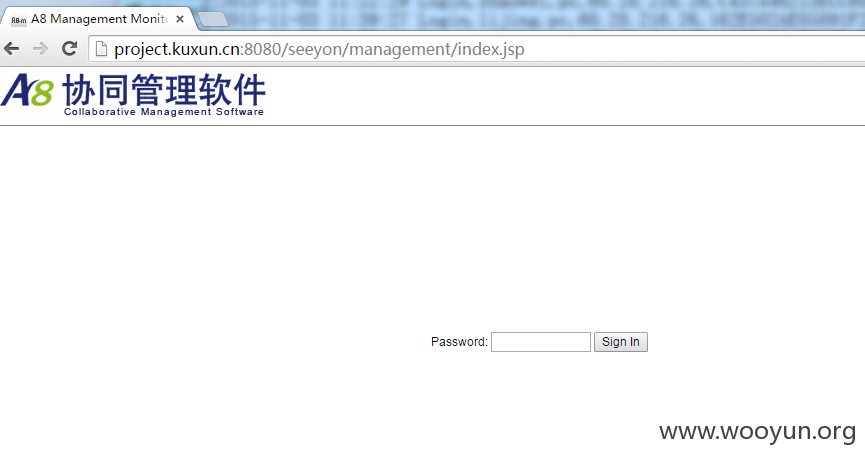 A8 Management Monito
project.kuxun.cn:8080/seeyon/management/index.jsp
A8 协同管理软件
Collaborative Management Software
Password:
Sign In
www.wooyun.org